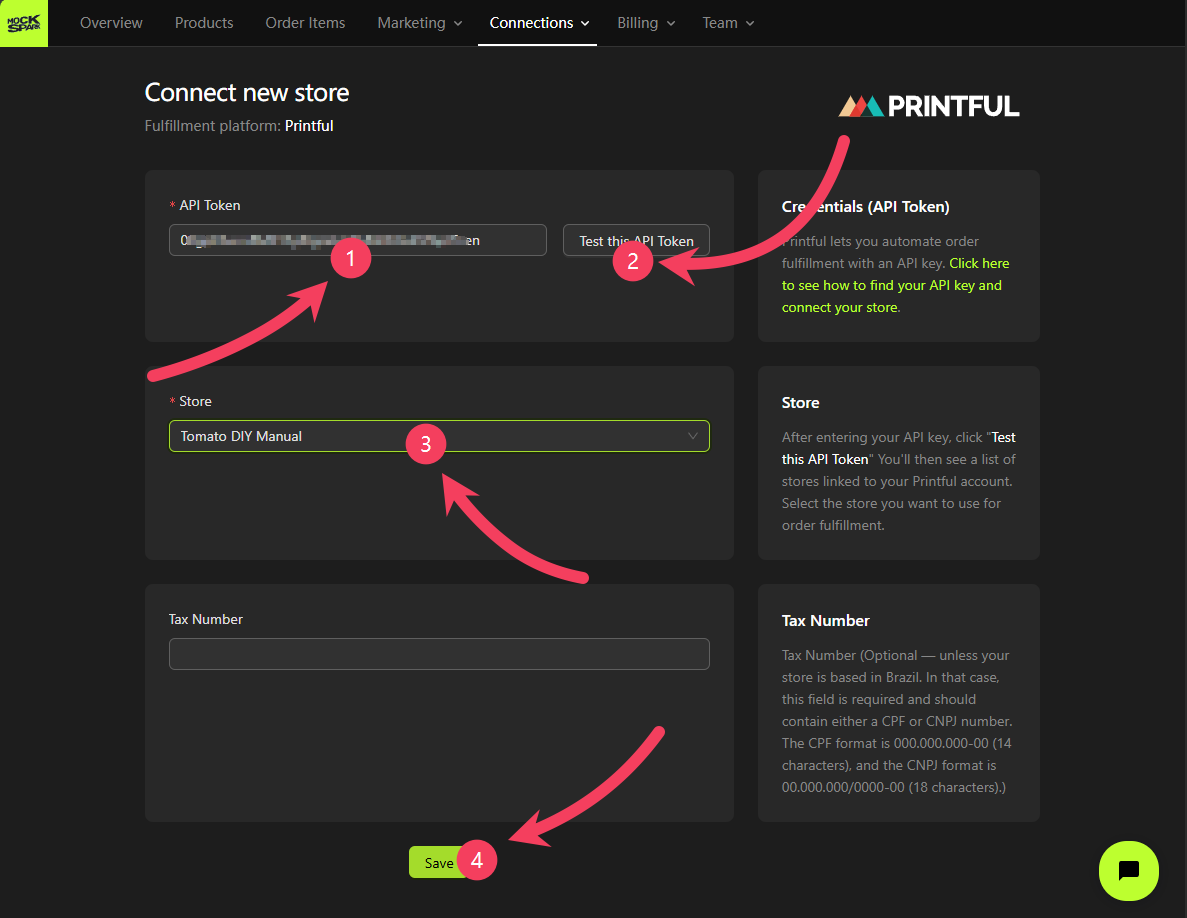 MOCK
SPARK
Overview Products Order Items Marketing Connections Billing Team
Connect new store
Fulfillment platform: Printful
PRINTFUL
* API Token
Test this API Token
1
2
Credentials (API Token)
Printful lets you automate order
fulfillment with an API key. Click here
to see how to find your API key and
connect your store.
* Store
Tomato DIY Manual
3
Store
After entering your API key, click "Test
this API Token" You'll then see a list of
stores linked to your Printful account.
Select the store you want to use for
order fulfillment.
Tax Number
Tax Number
Tax Number (Optional — unless your
store is based in Brazil. In that case,
this field is required and should
contain either a CPF or CNPJ number.
The CPF format is 000.000.000-00 (14
characters), and the CNPJ format is
00.000.000/0000-00 (18 characters).)
Save
4